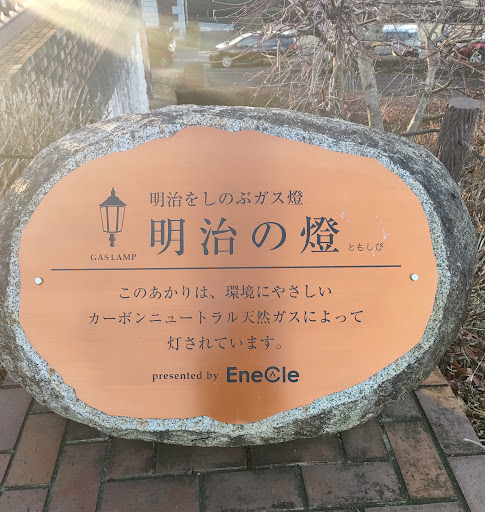 明治をしのぶガス燈
明治の燈 ともしび
GAS LAMP
このあかりは、環境にやさしい
カーボンニュートラル天然ガスによって
灯されています。
presented by EneCle